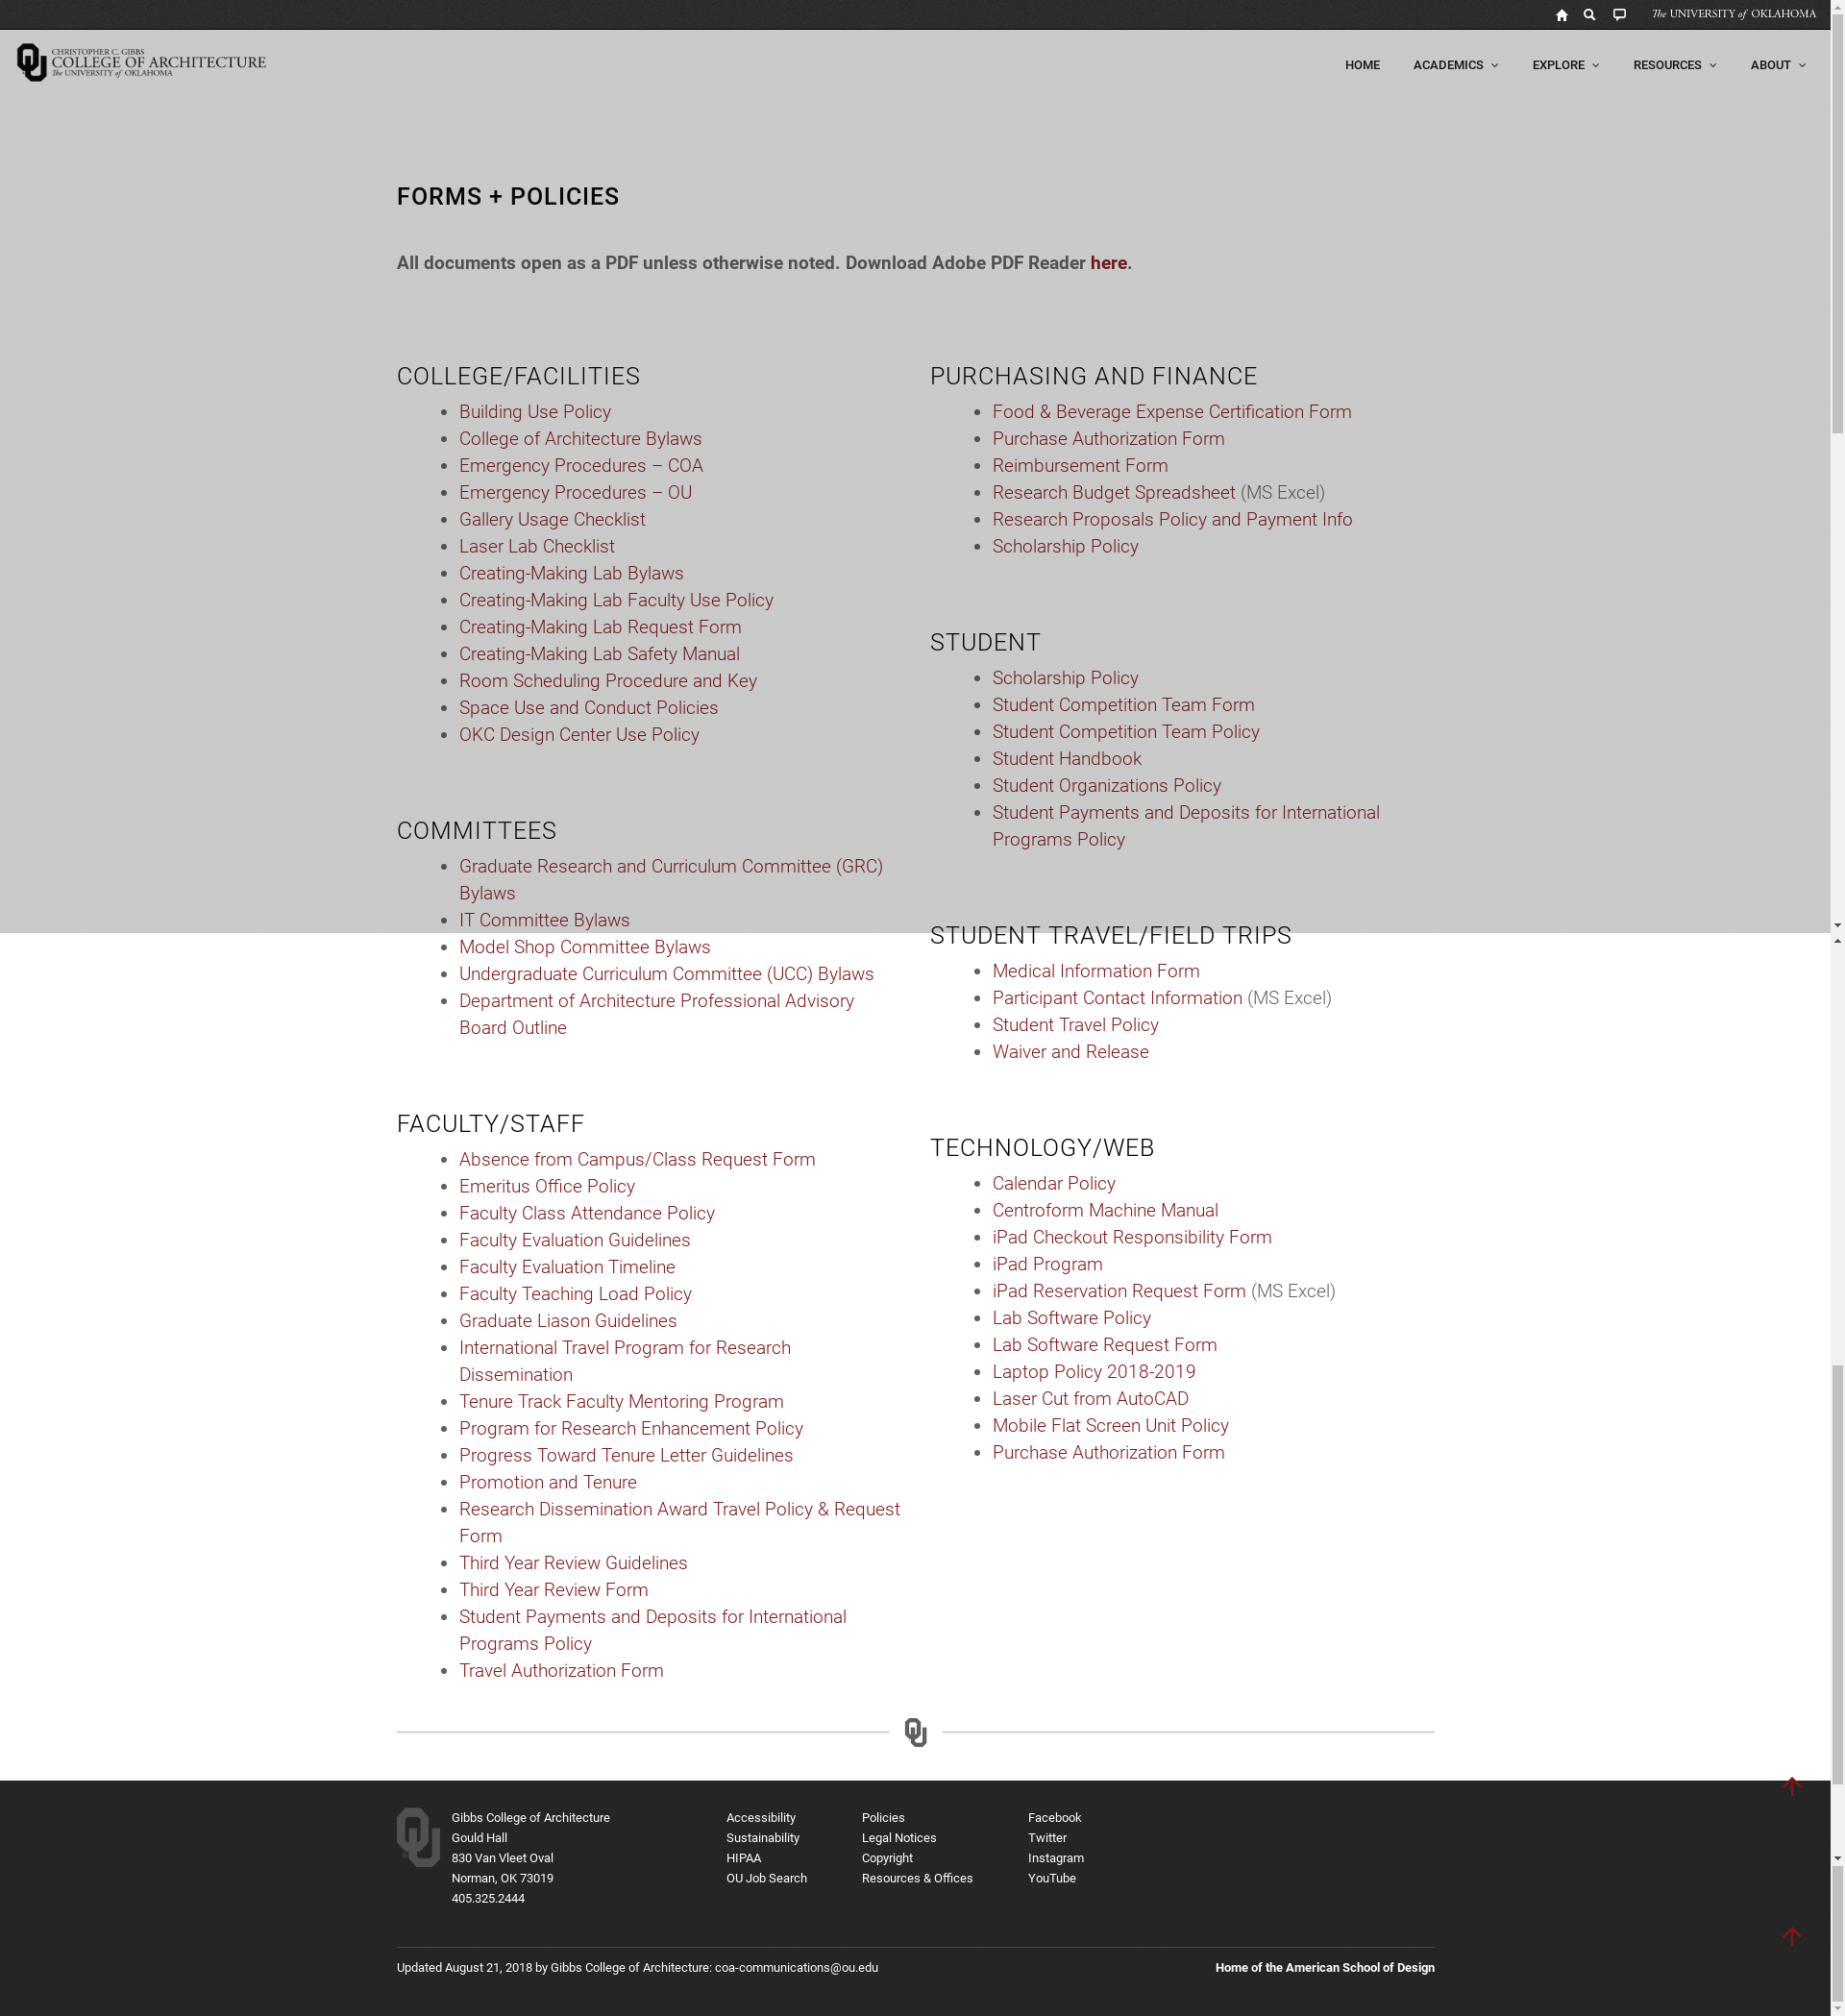 The UNIVERSITY of OKLAHOMA
CHRISTOPHER C. GIBBS
COLLEGE OF ARCHITECTURE
The UNIVERSITY of OKLAHOMA
HOME ACADEMICS EXPLORE RESOURCES ABOUT
FORMS + POLICIES
All documents open as a PDF unless otherwise noted. Download Adobe PDF Reader here.
COLLEGE/FACILITIES
Building Use Policy
College of Architecture Bylaws
Emergency Procedures – COA
Emergency Procedures – OU
Gallery Usage Checklist
Laser Lab Checklist
Creating-Making Lab Bylaws
Creating-Making Lab Faculty Use Policy
Creating-Making Lab Request Form
Creating-Making Lab Safety Manual
Room Scheduling Procedure and Key
Space Use and Conduct Policies
OKC Design Center Use Policy
COMMITTEES
Graduate Research and Curriculum Committee (GRC)
Bylaws
IT Committee Bylaws
Model Shop Committee Bylaws
Undergraduate Curriculum Committee (UCC) Bylaws
Department of Architecture Professional Advisory
Board Outline
FACULTY/STAFF
Absence from Campus/Class Request Form
Emeritus Office Policy
Faculty Class Attendance Policy
Faculty Evaluation Guidelines
Faculty Evaluation Timeline
Faculty Teaching Load Policy
Graduate Liason Guidelines
International Travel Program for Research
Dissemination
Tenure Track Faculty Mentoring Program
Program for Research Enhancement Policy
Progress Toward Tenure Letter Guidelines
Promotion and Tenure
Research Dissemination Award Travel Policy & Request
Form
Third Year Review Guidelines
Third Year Review Form
Student Payments and Deposits for International
Programs Policy
Travel Authorization Form
PURCHASING AND FINANCE
Food & Beverage Expense Certification Form
Purchase Authorization Form
Reimbursement Form
Research Budget Spreadsheet (MS Excel)
Research Proposals Policy and Payment Info
Scholarship Policy
STUDENT
Scholarship Policy
Student Competition Team Form
Student Competition Team Policy
Student Handbook
Student Organizations Policy
Student Payments and Deposits for International
Programs Policy
STUDENT TRAVEL/FIELD TRIPS
Medical Information Form
Participant Contact Information (MS Excel)
Student Travel Policy
Waiver and Release
TECHNOLOGY/WEB
Calendar Policy
Centroform Machine Manual
iPad Checkout Responsibility Form
iPad Program
iPad Reservation Request Form (MS Excel)
Lab Software Policy
Lab Software Request Form
Laptop Policy 2018-2019
Laser Cut from AutoCAD
Mobile Flat Screen Unit Policy
Purchase Authorization Form
Gibbs College of Architecture
Gould Hall
830 Van Vleet Oval
Norman, OK 73019
405.325.2444
Accessibility
Sustainability
HIPAA
OU Job Search
Policies
Legal Notices
Copyright
Resources & Offices
Facebook
Twitter
Instagram
YouTube
Updated August 21, 2018 by Gibbs College of Architecture: coa-communications@ou.edu
Home of the American School of Design